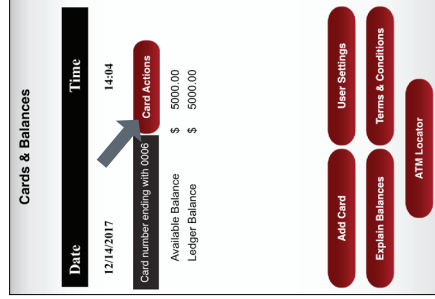 Cards & Balances
Date Time
12/14/2017 14:04
Card number ending with 0006 Card Actions
Available Balance $ 5000.00
Ledger Balance $ 5000.00
Add Card User Settings
Explain Balances Terms & Conditions
ATM Locator